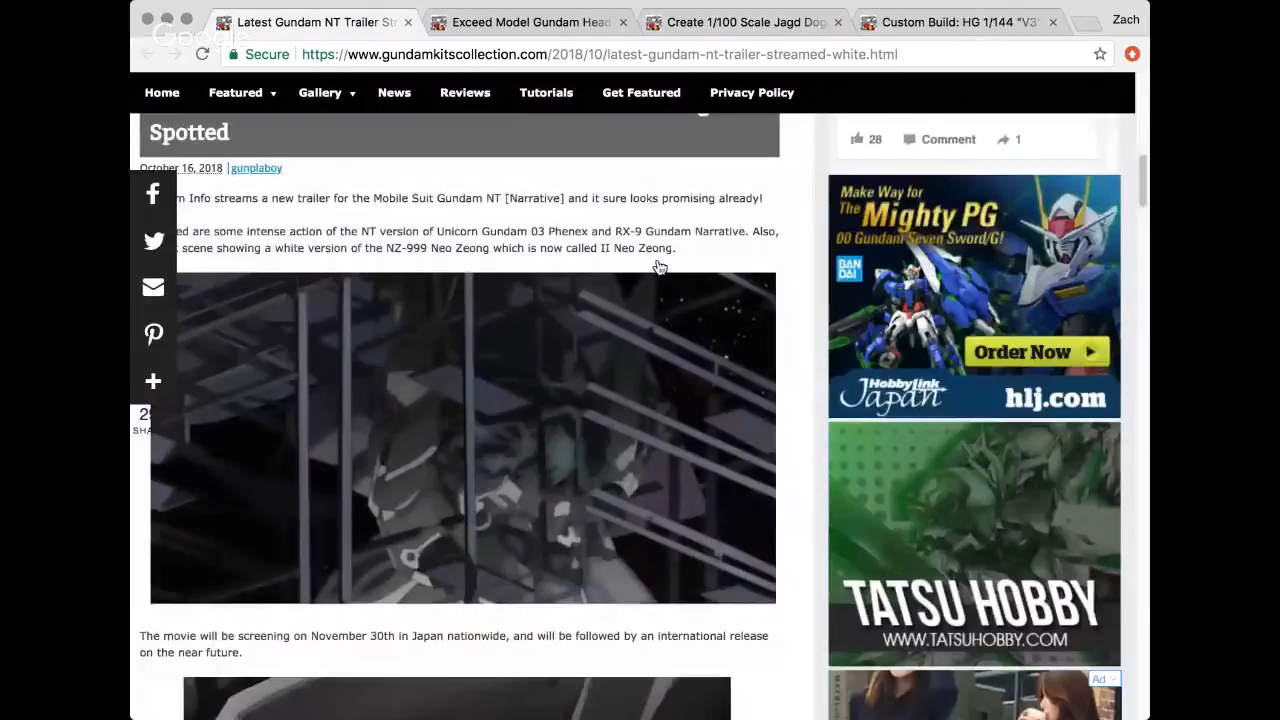 Latest Gundam NT Trailer St
Exceed Model Gundam Head
Create 1/100 Scale Jagd Dog
Custom Build: HG 1/144 "V3"
Zach
Google
Secure
https://www.gundamkitscollection.com/2018/10/latest-gundam-nt-trailer-streamed-white.html
Home
Featured
Gallery
News
Reviews
Tutorials
Get Featured
Privacy Policy
Spotted
October 16, 2018 | gunplaboy
m Info streams a new trailer for the Mobile Suit Gundam NT [Narrative] and it sure looks promising already!
ed are some intense action of the NT version of Unicorn Gundam 03 Phenex and RX-9 Gundam Narrative. Also,
scene showing a white version of the NZ-999 Neo Zeong which is now called II Neo Zeong.
SHA
The movie will be screening on November 30th in Japan nationwide, and will be followed by an international release
on the near future.
28
Comment
1
Make Way for
The Mighty PG
00 Gundam Seven Sword/G!
BAN
DAI
Order Now
HobbyLink
Japan
hlj.com
TATSU HOBBY
WWW.TATSUHOBBY.COM
Ad